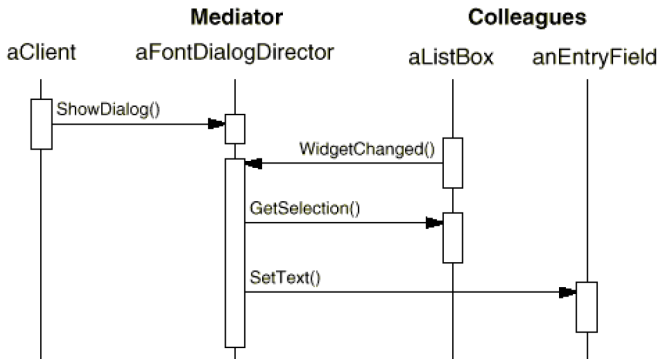 Mediator Colleagues
aClient aFontDialogDirector aListBox anEntryField
ShowDialog()
WidgetChanged()
GetSelection()
SetText()